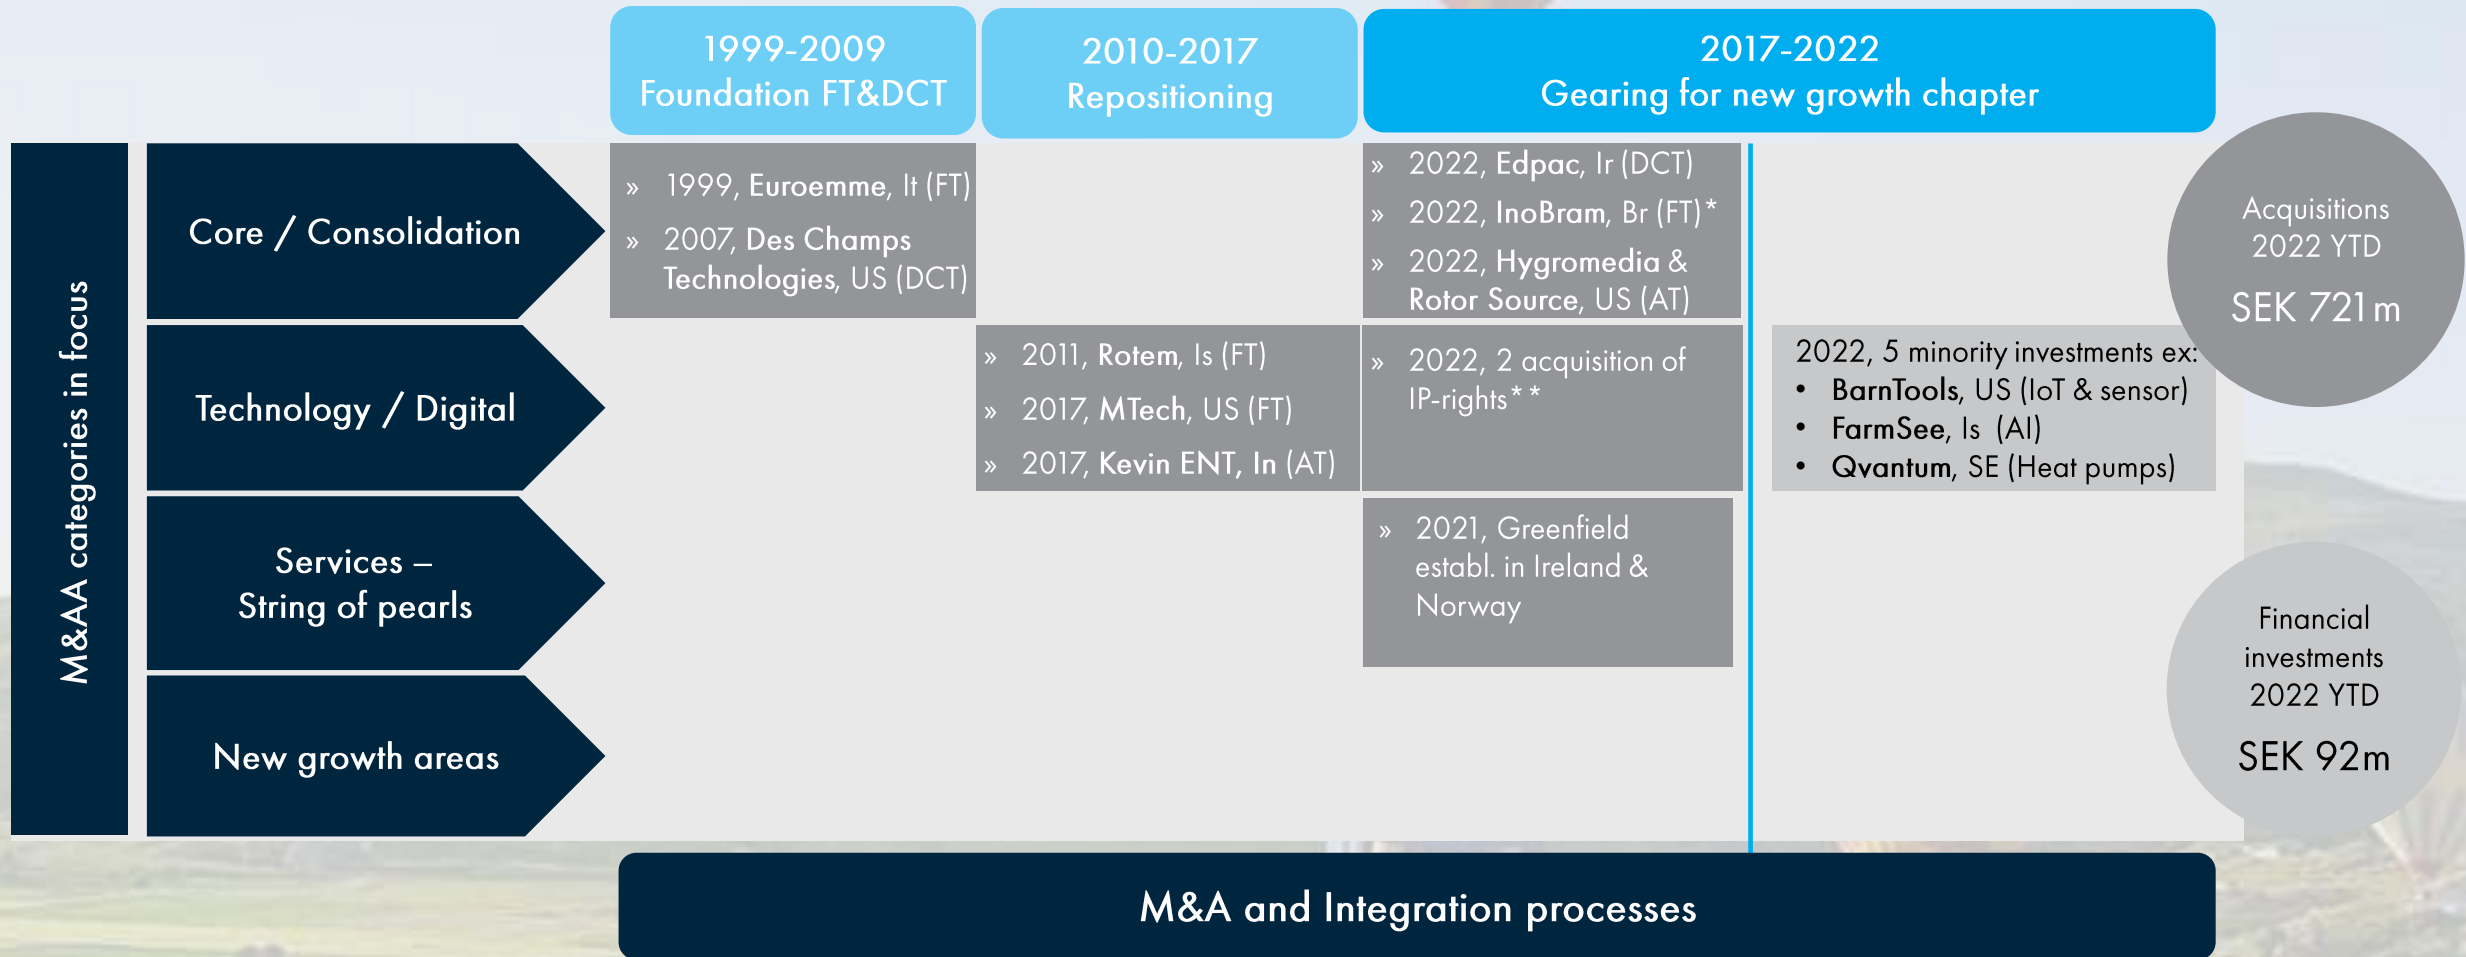 1999-2009
Foundation FT&DCT
2010-2017
Repositioning
2017-2022
Gearing for new growth chapter
M&AA categories in focus
Core / Consolidation
» 1999, Euroemme, It (FT)
» 2007, Des Champs
Technologies, US (DCT)
» 2022, Edpac, Ir (DCT)
» 2022, InoBram, Br (FT)*
» 2022, Hygromedia &
Rotor Source, US (AT)
Acquisitions
2022 YTD
SEK 721m
Technology / Digital
» 2011, Rotem, Is (FT)
» 2017, MTech, US (FT)
» 2017, Kevin ENT, In (AT)
» 2022, 2 acquisition of
IP-rights**
2022, 5 minority investments ex:
• BarnTools, US (IoT & sensor)
• FarmSee, Is (AI)
• Qvantum, SE (Heat pumps)
Services –
String of pearls
» 2021, Greenfield
establ. in Ireland &
Norway
Financial
investments
2022 YTD
SEK 92m
New growth areas
M&A and Integration processes